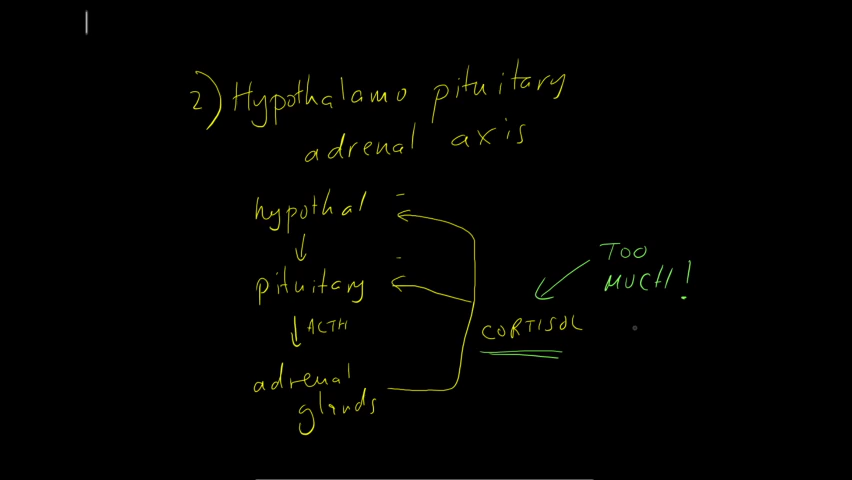 2) Hypothalamo pituitary
adrenal axis
hypothal -
↓
pituitary -
↓ ACTH
adrenal
glands
CORTISOL
TOO
MUCH!